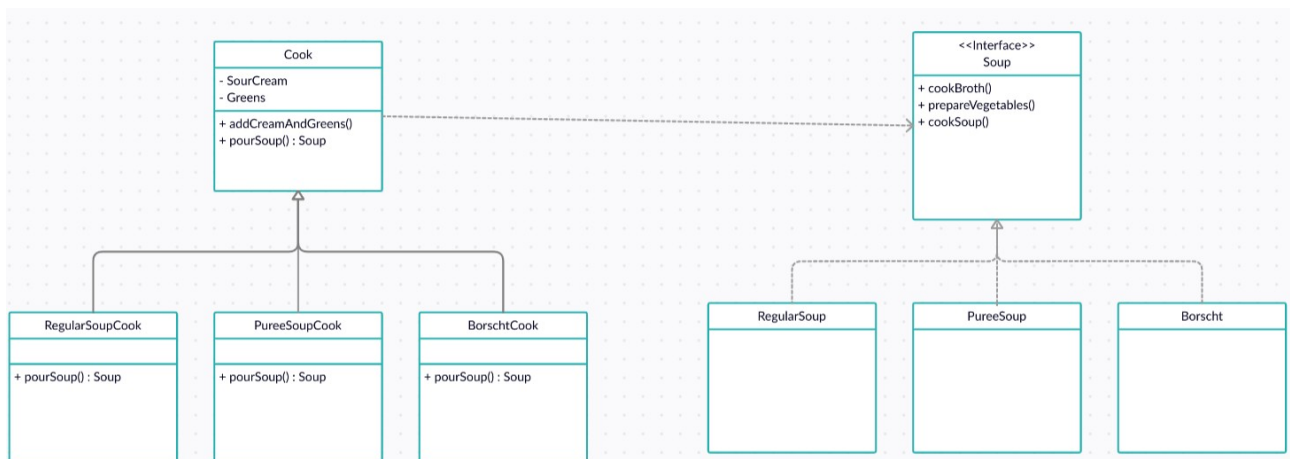 Cook
- SourCream
- Greens
+ addCreamAndGreens()
+ pourSoup() : Soup
<<Interface>>
Soup
+ cookBroth()
+ prepareVegetables()
+ cookSoup()
RegularSoupCook
+ pourSoup() : Soup
PureeSoupCook
+ pourSoup() : Soup
BorschtCook
+ pourSoup() : Soup
RegularSoup
PureeSoup
Borscht